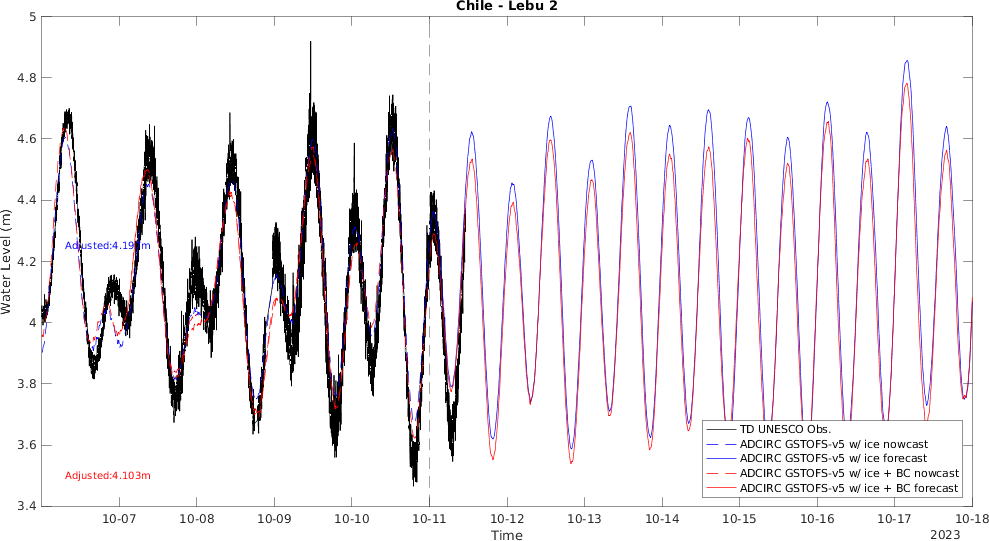 Chile - Lebu 2
5
4.8
4.6
4.4
4.2
4
3.8
3.6
3.4
Water Level (m)
Adjusted:4.191m
Adjusted:4.103m
TD UNESCO Obs.
ADCIRC GSTOFS-v5 w/ ice nowcast
ADCIRC GSTOFS-v5 w/ ice forecast
ADCIRC GSTOFS-v5 w/ ice + BC nowcast
ADCIRC GSTOFS-v5 w/ ice + BC forecast
10-07 10-08 10-09 10-10 10-11 10-12 10-13 10-14 10-15 10-16 10-17 10-18
Time
2023